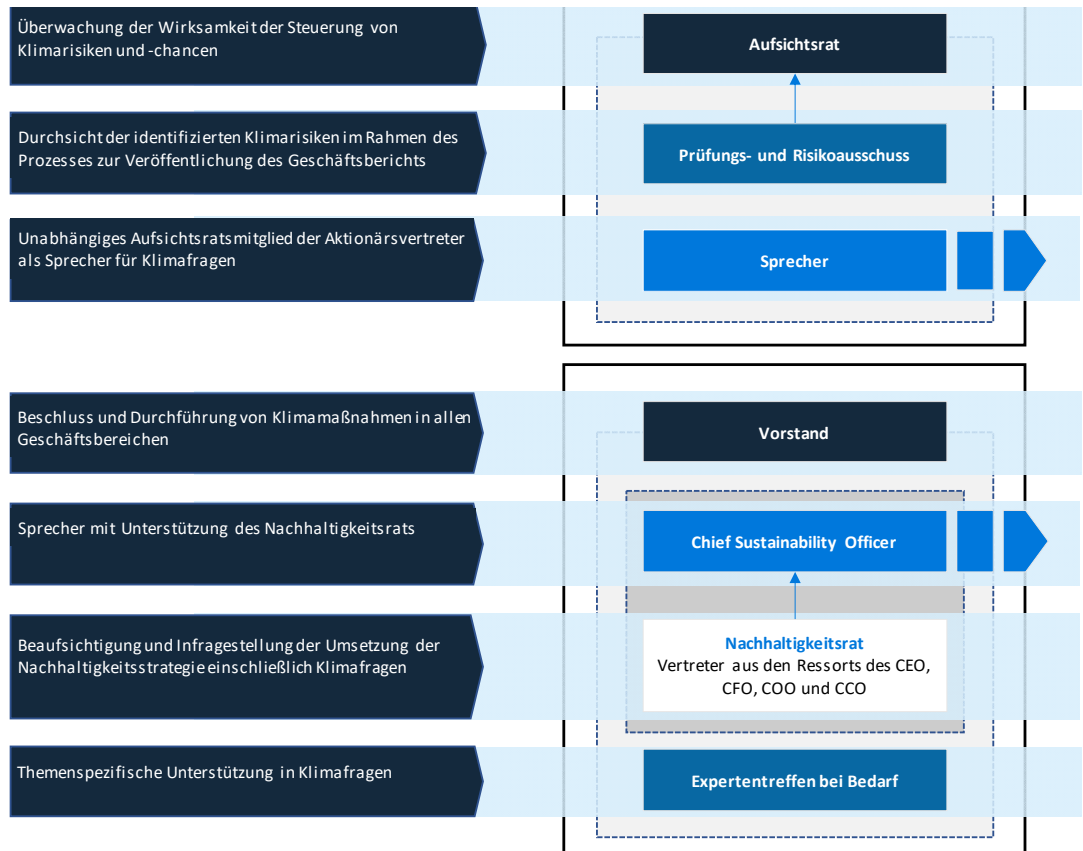 Überwachung der Wirksamkeit der Steuerung von
Klimarisiken und -chancen
Aufsichtsrat
Durchsicht der identifizierten Klimarisiken im Rahmen des
Prozesses zur Veröffentlichung des Geschäftsberichts
Prüfungs- und Risikoausschuss
Unabhängiges Aufsichtsratsmitglied der Aktionärsvertreter
als Sprecher für Klimafragen
Sprecher
Beschluss und Durchführung von Klimamaßnahmen in allen
Geschäftsbereichen
Vorstand
Sprecher mit Unterstützung des Nachhaltigkeitsrats
Chief Sustainability Officer
Beaufsichtigung und Infragestellung der Umsetzung der
Nachhaltigkeitsstrategie einschließlich Klimafragen
Nachhaltigkeitsrat
Vertreter aus den Ressorts des CEO,
CFO, COO und CCO
Themenspezifische Unterstützung in Klimafragen
Expertentreffen bei Bedarf